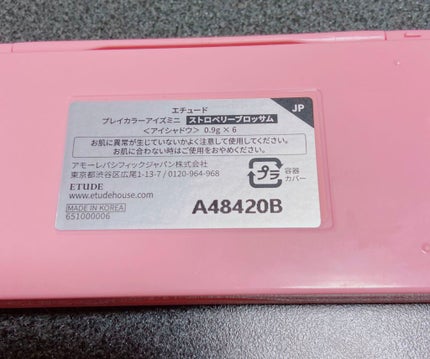 エチュード
JP
プレイカラーアイズミニ ストロベリーブロッサム
<アイシャドウ> 0.9g×6
お肌に異常が生じていないかよく注意して使用してください。
お肌に合わない時はご使用をおやめください。
アモーレパシフィックジャパン株式会社
東京都渋谷区広尾1-13-7 / 0120-964-968
ETUDE
www.etudehouse.com
プラ
容器
カバー
MADE IN KOREA
651000006
A48420B